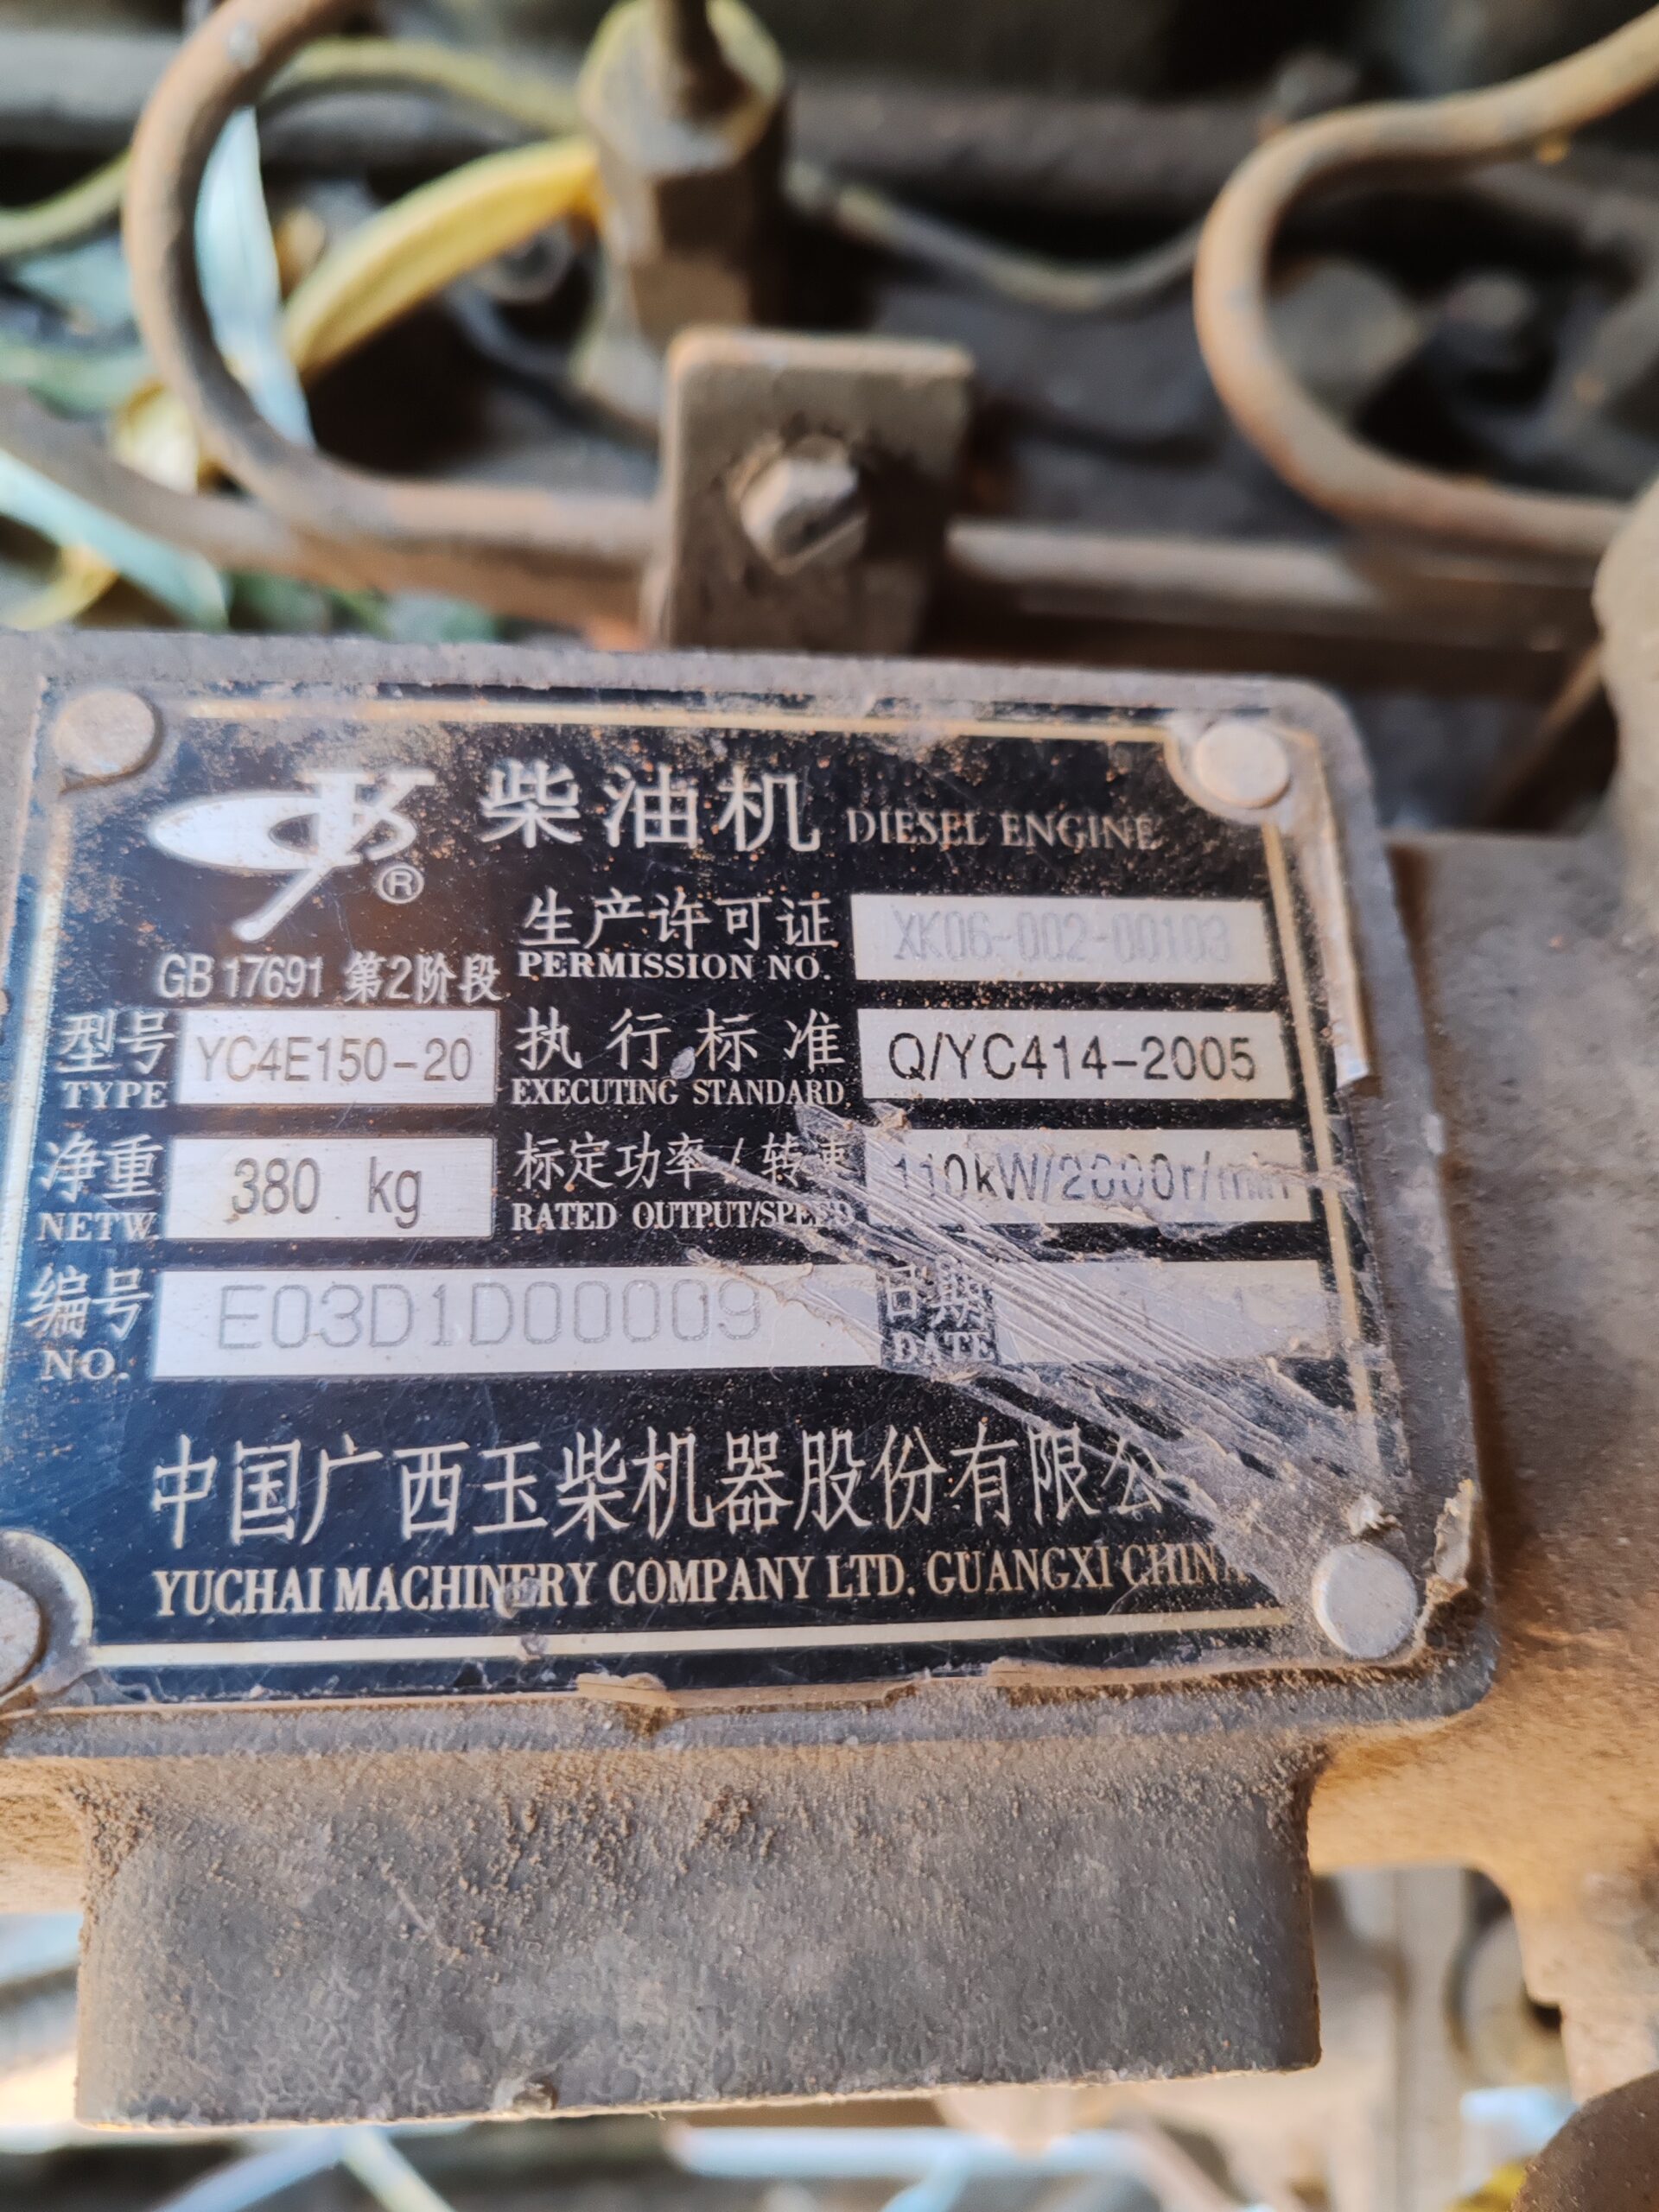 柴油机 DIESEL ENGINE
®
GB 17691 第2阶段
生产许可证 XK06-002-00103
PERMISSION NO.
型号 YC4E150-20
TYPE
执行标准 Q/YC414-2005
EXECUTING STANDARD
净重 380 kg
NETW.
标定功率/转速 110kW/2600r/min
RATED OUTPUT/SPEED
编号 E03D1D00009
NO.
日期
DATE
中国广西玉柴机器股份有限公
YUCHAI MACHINERY COMPANY LTD. GUANGXI CHINA